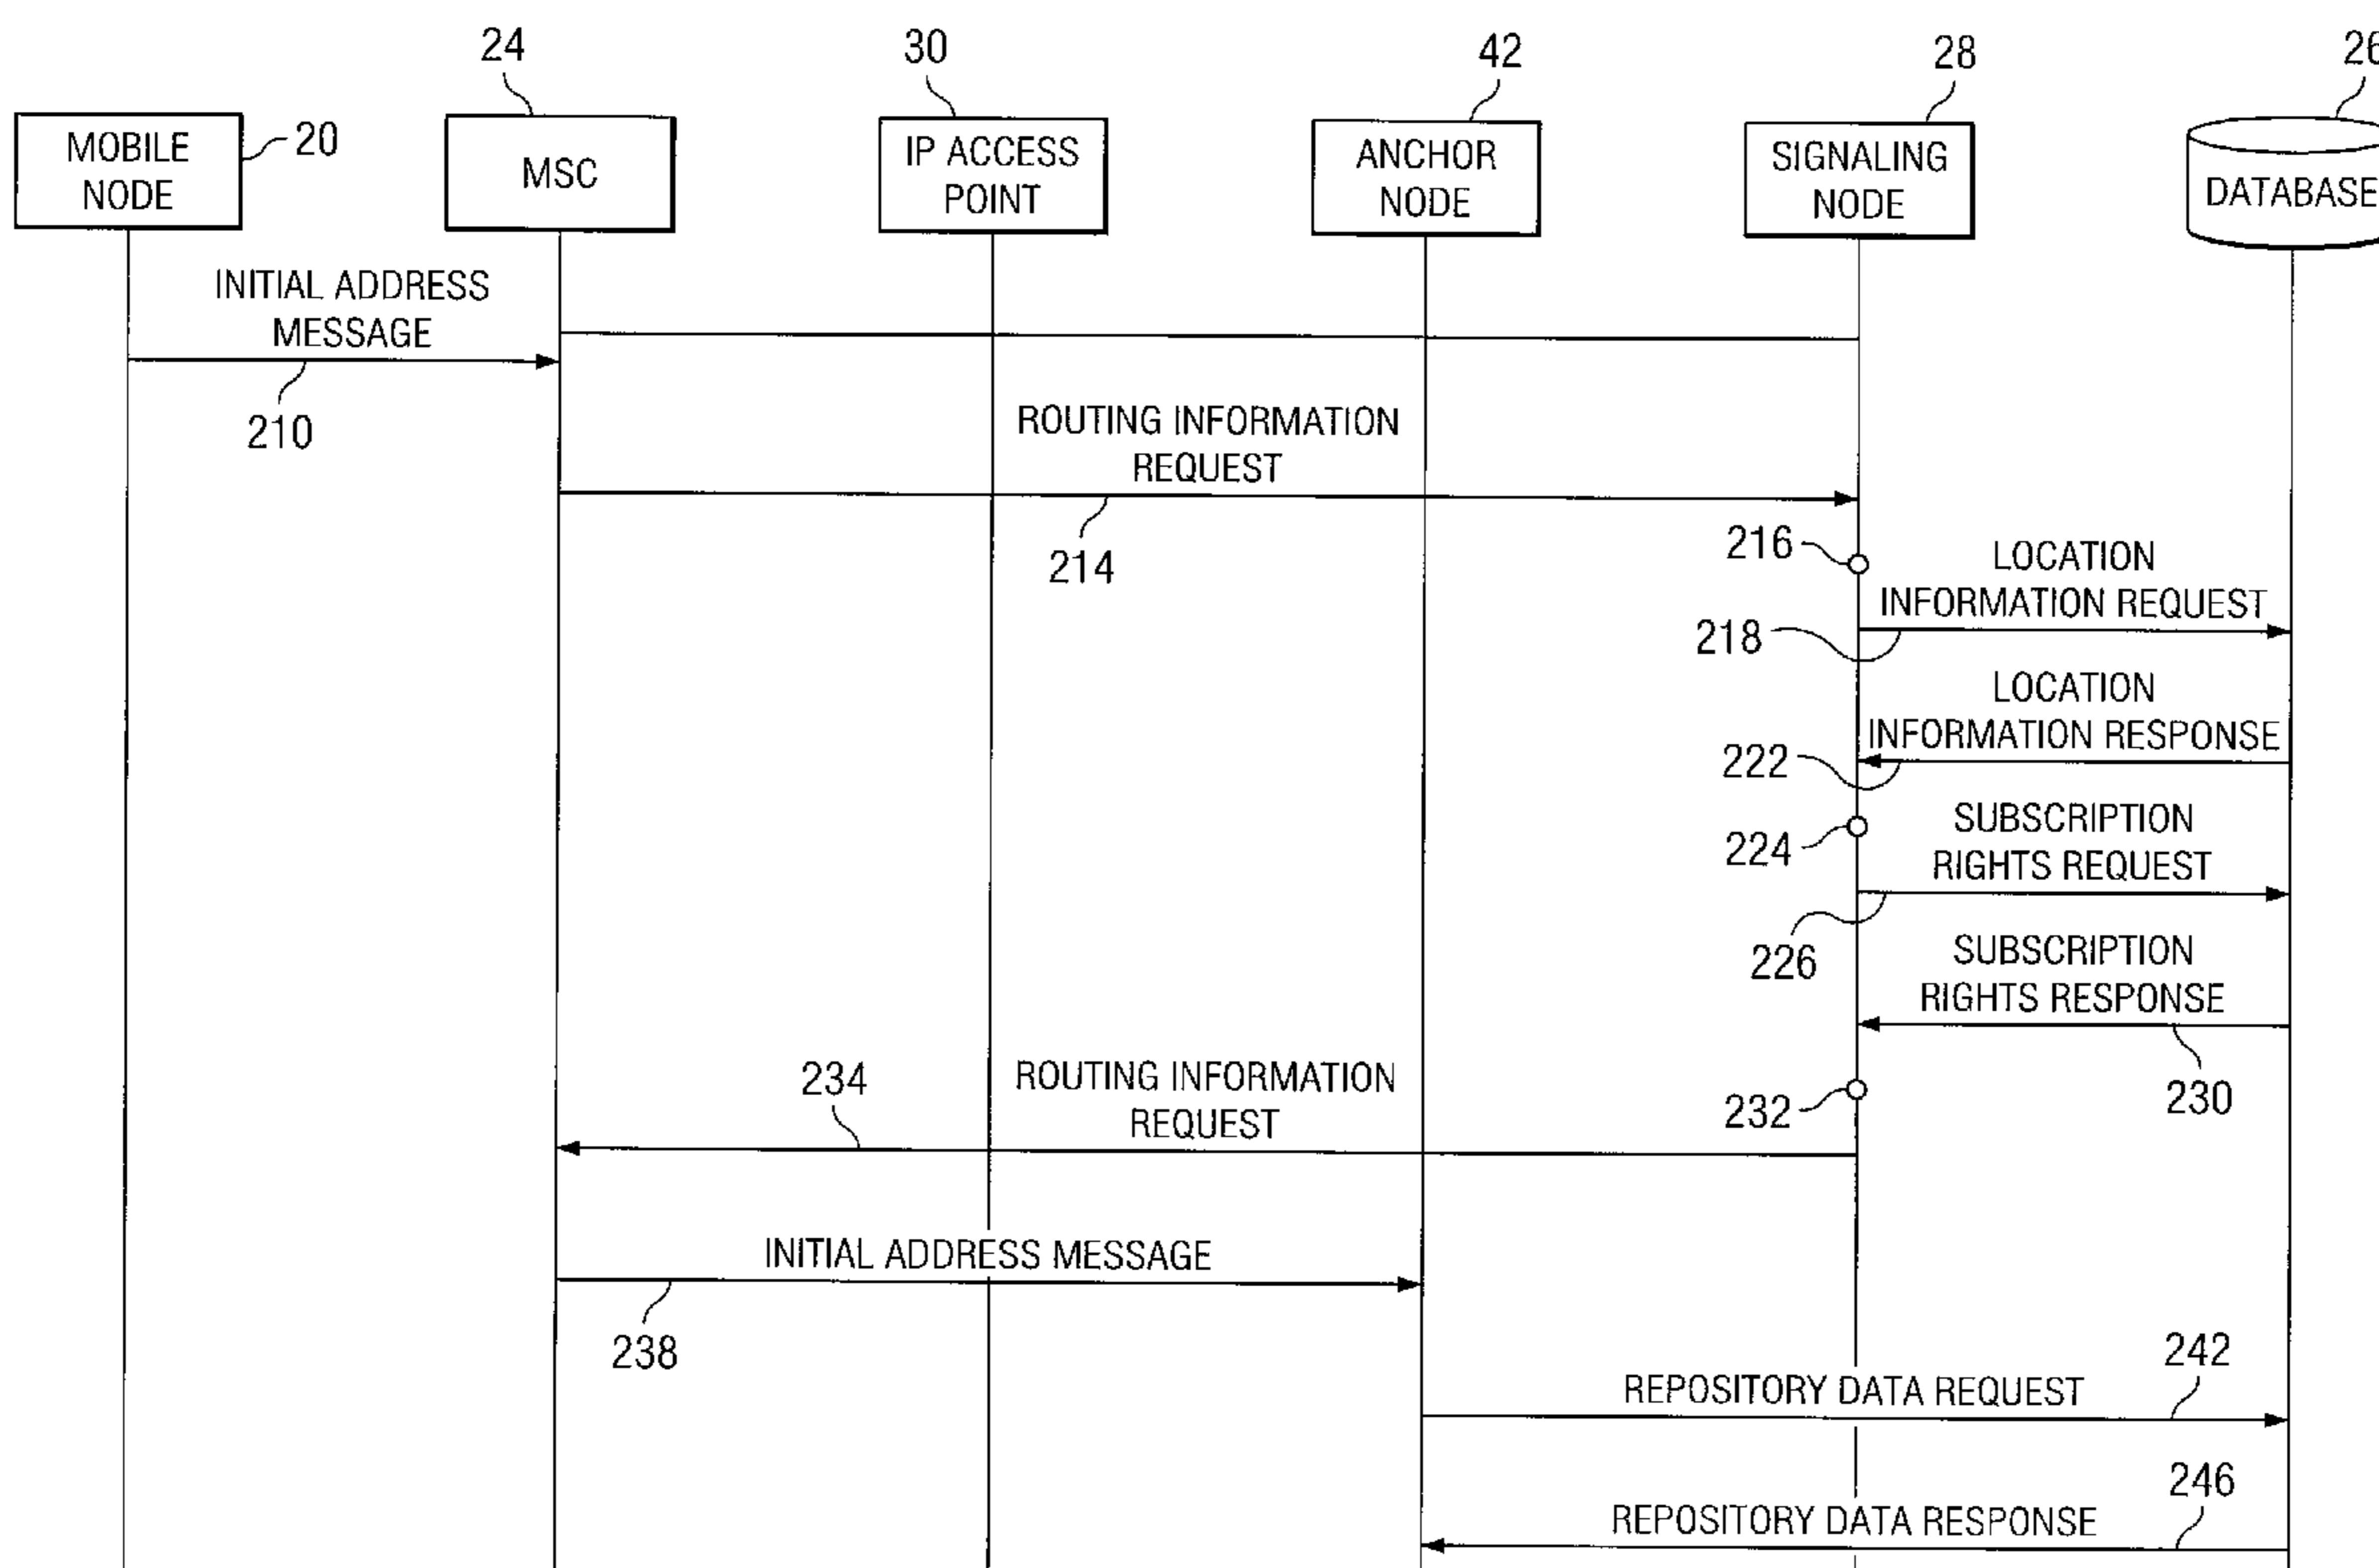 24
30
42
28
26
MOBILE
NODE
20
MSC
IP ACCESS
POINT
ANCHOR
NODE
SIGNALING
NODE
DATABASE
INITIAL ADDRESS
MESSAGE
210
ROUTING INFORMATION
REQUEST
214
216
LOCATION
INFORMATION REQUEST
218
LOCATION
INFORMATION RESPONSE
222
224
SUBSCRIPTION
RIGHTS REQUEST
226
SUBSCRIPTION
RIGHTS RESPONSE
230
234
ROUTING INFORMATION
REQUEST
232
INITIAL ADDRESS MESSAGE
238
242
REPOSITORY DATA REQUEST
246
REPOSITORY DATA RESPONSE